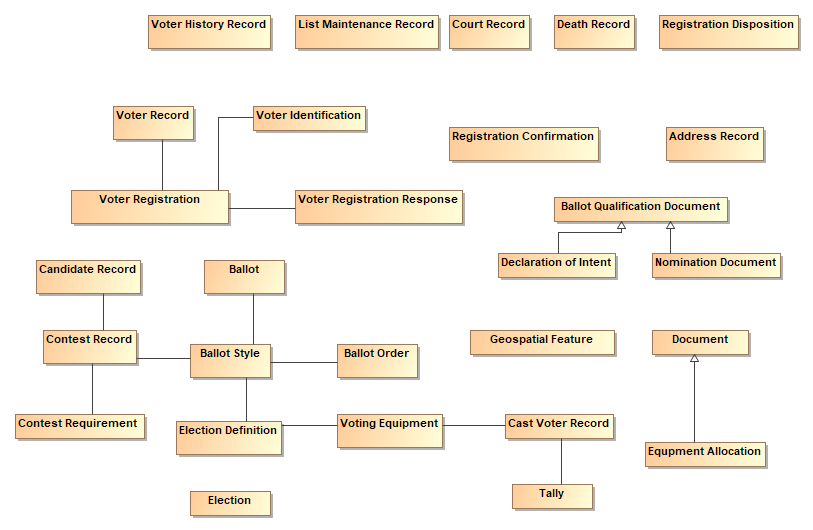 Voter History Record
List Maintenance Record
Court Record
Death Record
Registration Disposition
Voter Record
Voter Identification
Registration Confirmation
Address Record
Voter Registration
Voter Registration Response
Ballot Qualification Document
Declaration of Intent
Nomination Document
Candidate Record
Ballot
Contest Record
Ballot Style
Ballot Order
Geospatial Feature
Document
Contest Requirement
Election Definition
Voting Equipment
Cast Voter Record
Equpment Allocation
Election
Tally